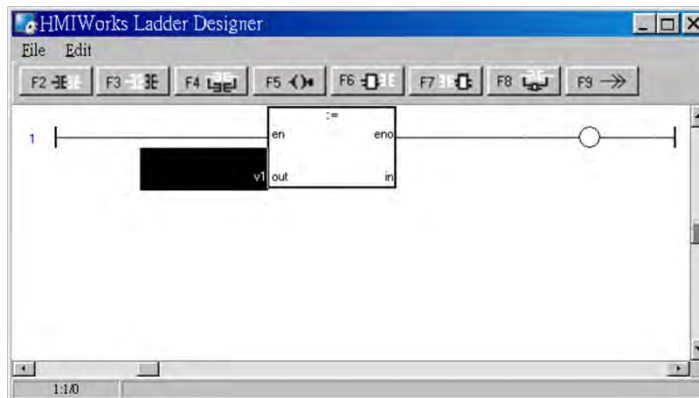 HMIWorks Ladder Designer
File Edit
F2 F3 F4 F5 F6 F7 F8 F9
:=
1 en eno
v1 out in
1:1/0